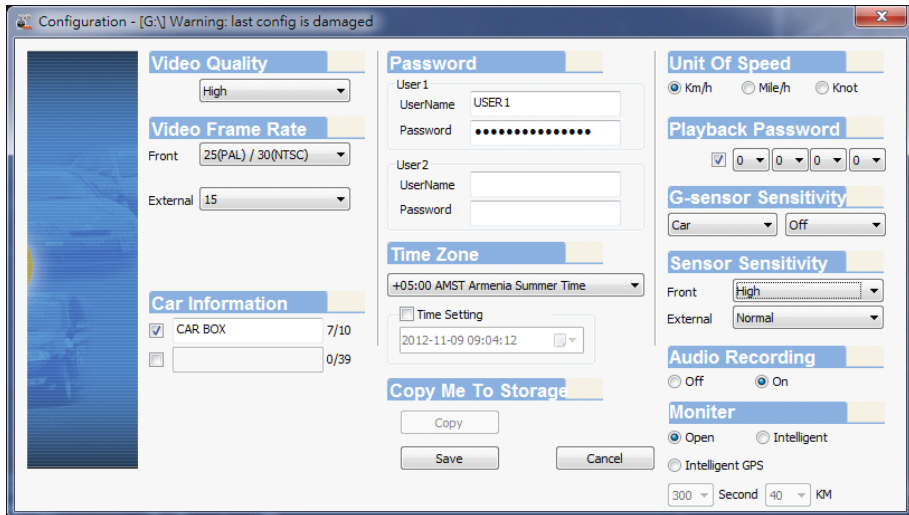 Configuration - [G:\] Warning: last config is damaged
Video Quality
High
Video Frame Rate
Front 25(PAL) / 30(NTSC)
External 15
Car Information
CAR BOX 7/10
0/39
Password
User1
UserName USER1
Password ●●●●●●●●●●●●●●●
User2
UserName
Password
Time Zone
+05:00 AMST Armenia Summer Time
Time Setting
2012-11-09 09:04:12
Copy Me To Storage
Copy
Save Cancel
Unit Of Speed
Km/h Mile/h Knot
Playback Password
0 0 0 0
G-sensor Sensitivity
Car Off
Sensor Sensitivity
Front High
External Normal
Audio Recording
Off On
Moniter
Open Intelligent
Intelligent GPS
300 Second 40 KM